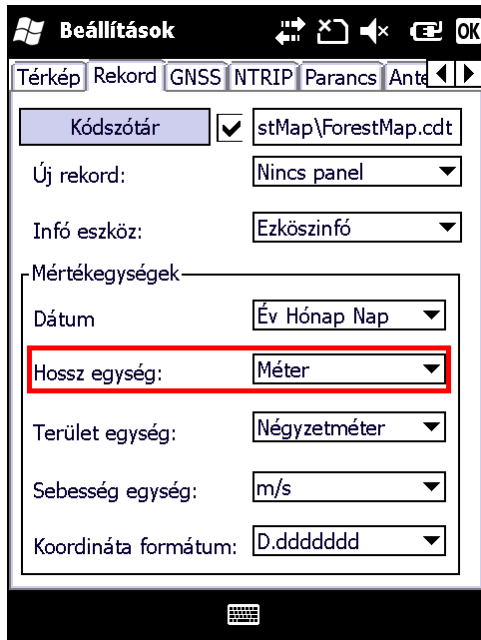 Beállítások OK
Térkép Rekord GNSS NTRIP Parancs Ante
Kódszótár stMap\ForestMap.cdt
Új rekord: Nincs panel
Infó eszköz: Ezköszinfó
Mértékegységek
Dátum Év Hónap Nap
Hossz egység: Méter
Terület egység: Négyzetméter
Sebesség egység: m/s
Koordináta formátum: D.ddddddd